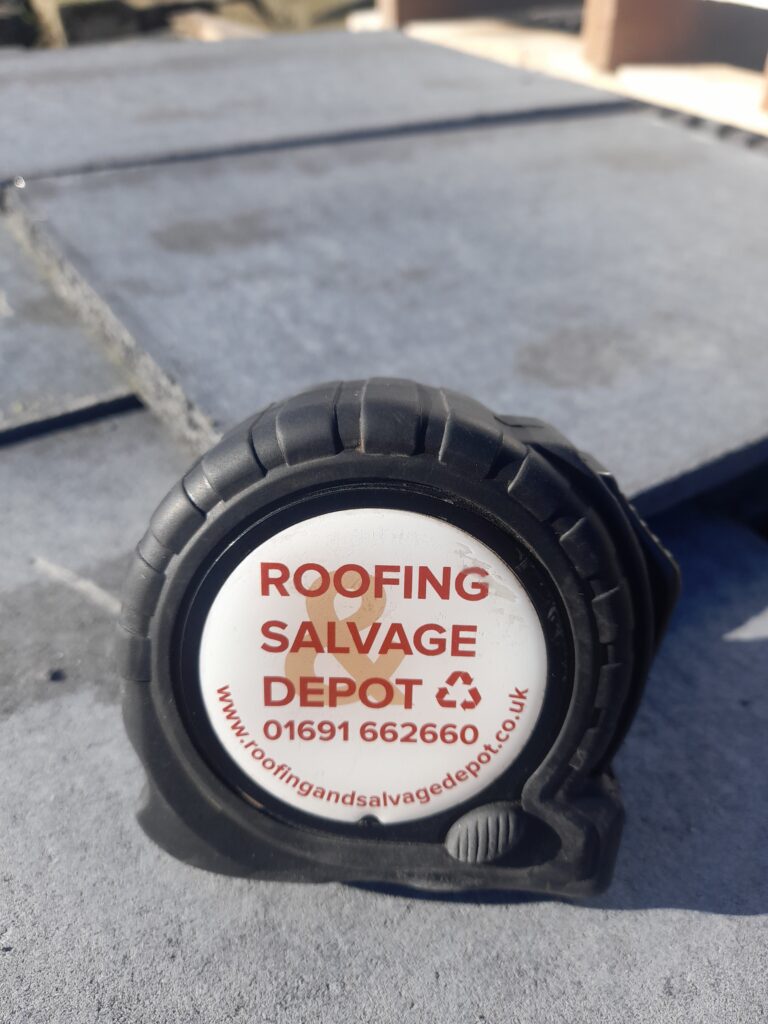 ROOFING
&
SALVAGE
DEPOT
01691 662660
www.roofingandsalvagedepot.co.uk